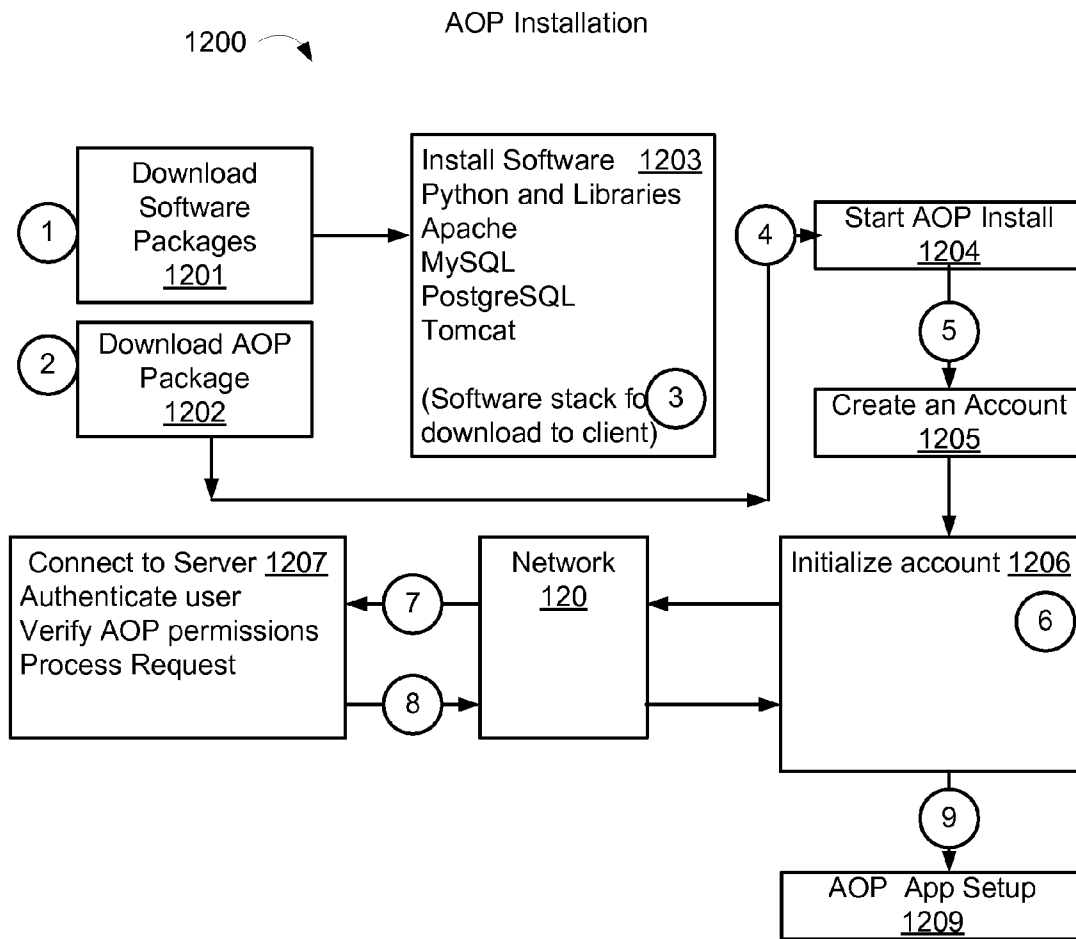 AOP Installation
1200
1
Download
Software
Packages
1201
Install Software 1203
Python and Libraries
Apache
MySQL
PostgreSQL
Tomcat
(Software stack fo
download to client)
3
4
Start AOP Install
1204
2
Download AOP
Package
1202
5
Create an Account
1205
Connect to Server 1207
Authenticate user
Verify AOP permissions
Process Request
7
8
Network
120
Initialize account 1206
6
9
AOP App Setup
1209